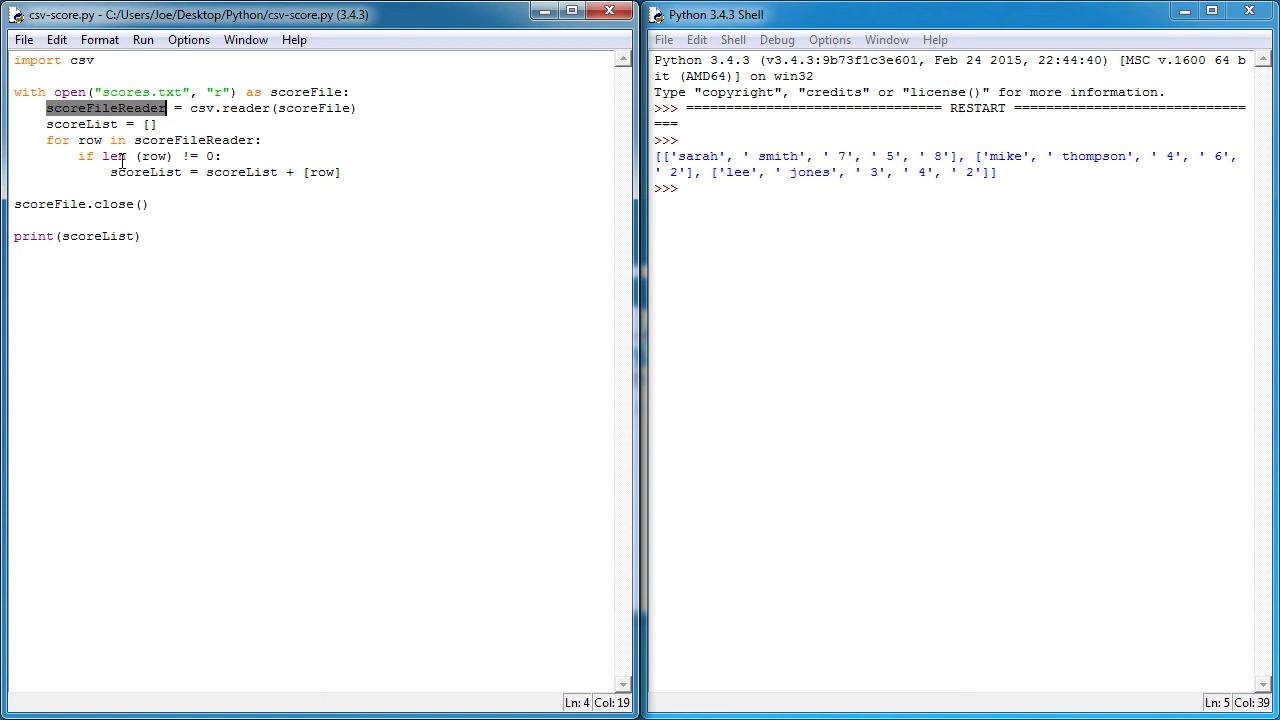 csv-score.py - C:/Users/Joe/Desktop/Python/csv-score.py (3.4.3)
File Edit Format Run Options Window Help
import csv
with open("scores.txt", "r") as scoreFile:
    scoreFileReader = csv.reader(scoreFile)
    scoreList = []
    for row in scoreFileReader:
        if len (row) != 0:
            scoreList = scoreList + [row]
scoreFile.close()
print(scoreList)
Ln: 4 Col: 19
Python 3.4.3 Shell
File Edit Shell Debug Options Window Help
Python 3.4.3 (v3.4.3:9b73f1c3e601, Feb 24 2015, 22:44:40) [MSC v.1600 64 b
it (AMD64)] on win32
Type "copyright", "credits" or "license()" for more information.
>>> ================================ RESTART =============================
===
>>>
[['sarah', ' smith', ' 7', ' 5', ' 8'], ['mike', ' thompson', ' 4', ' 6',
' 2'], ['lee', ' jones', ' 3', ' 4', ' 2']]
>>>
Ln: 5 Col: 39